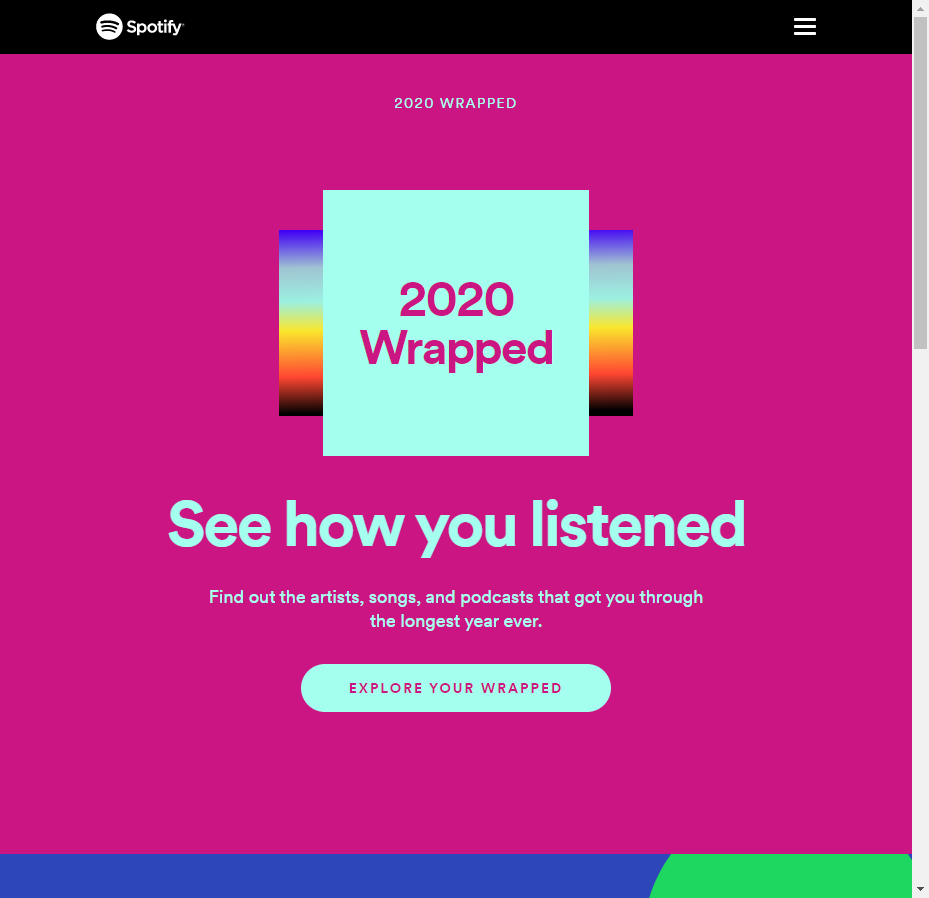 Spotify
2020 WRAPPED
2020
Wrapped
See how you listened
Find out the artists, songs, and podcasts that got you through
the longest year ever.
EXPLORE YOUR WRAPPED